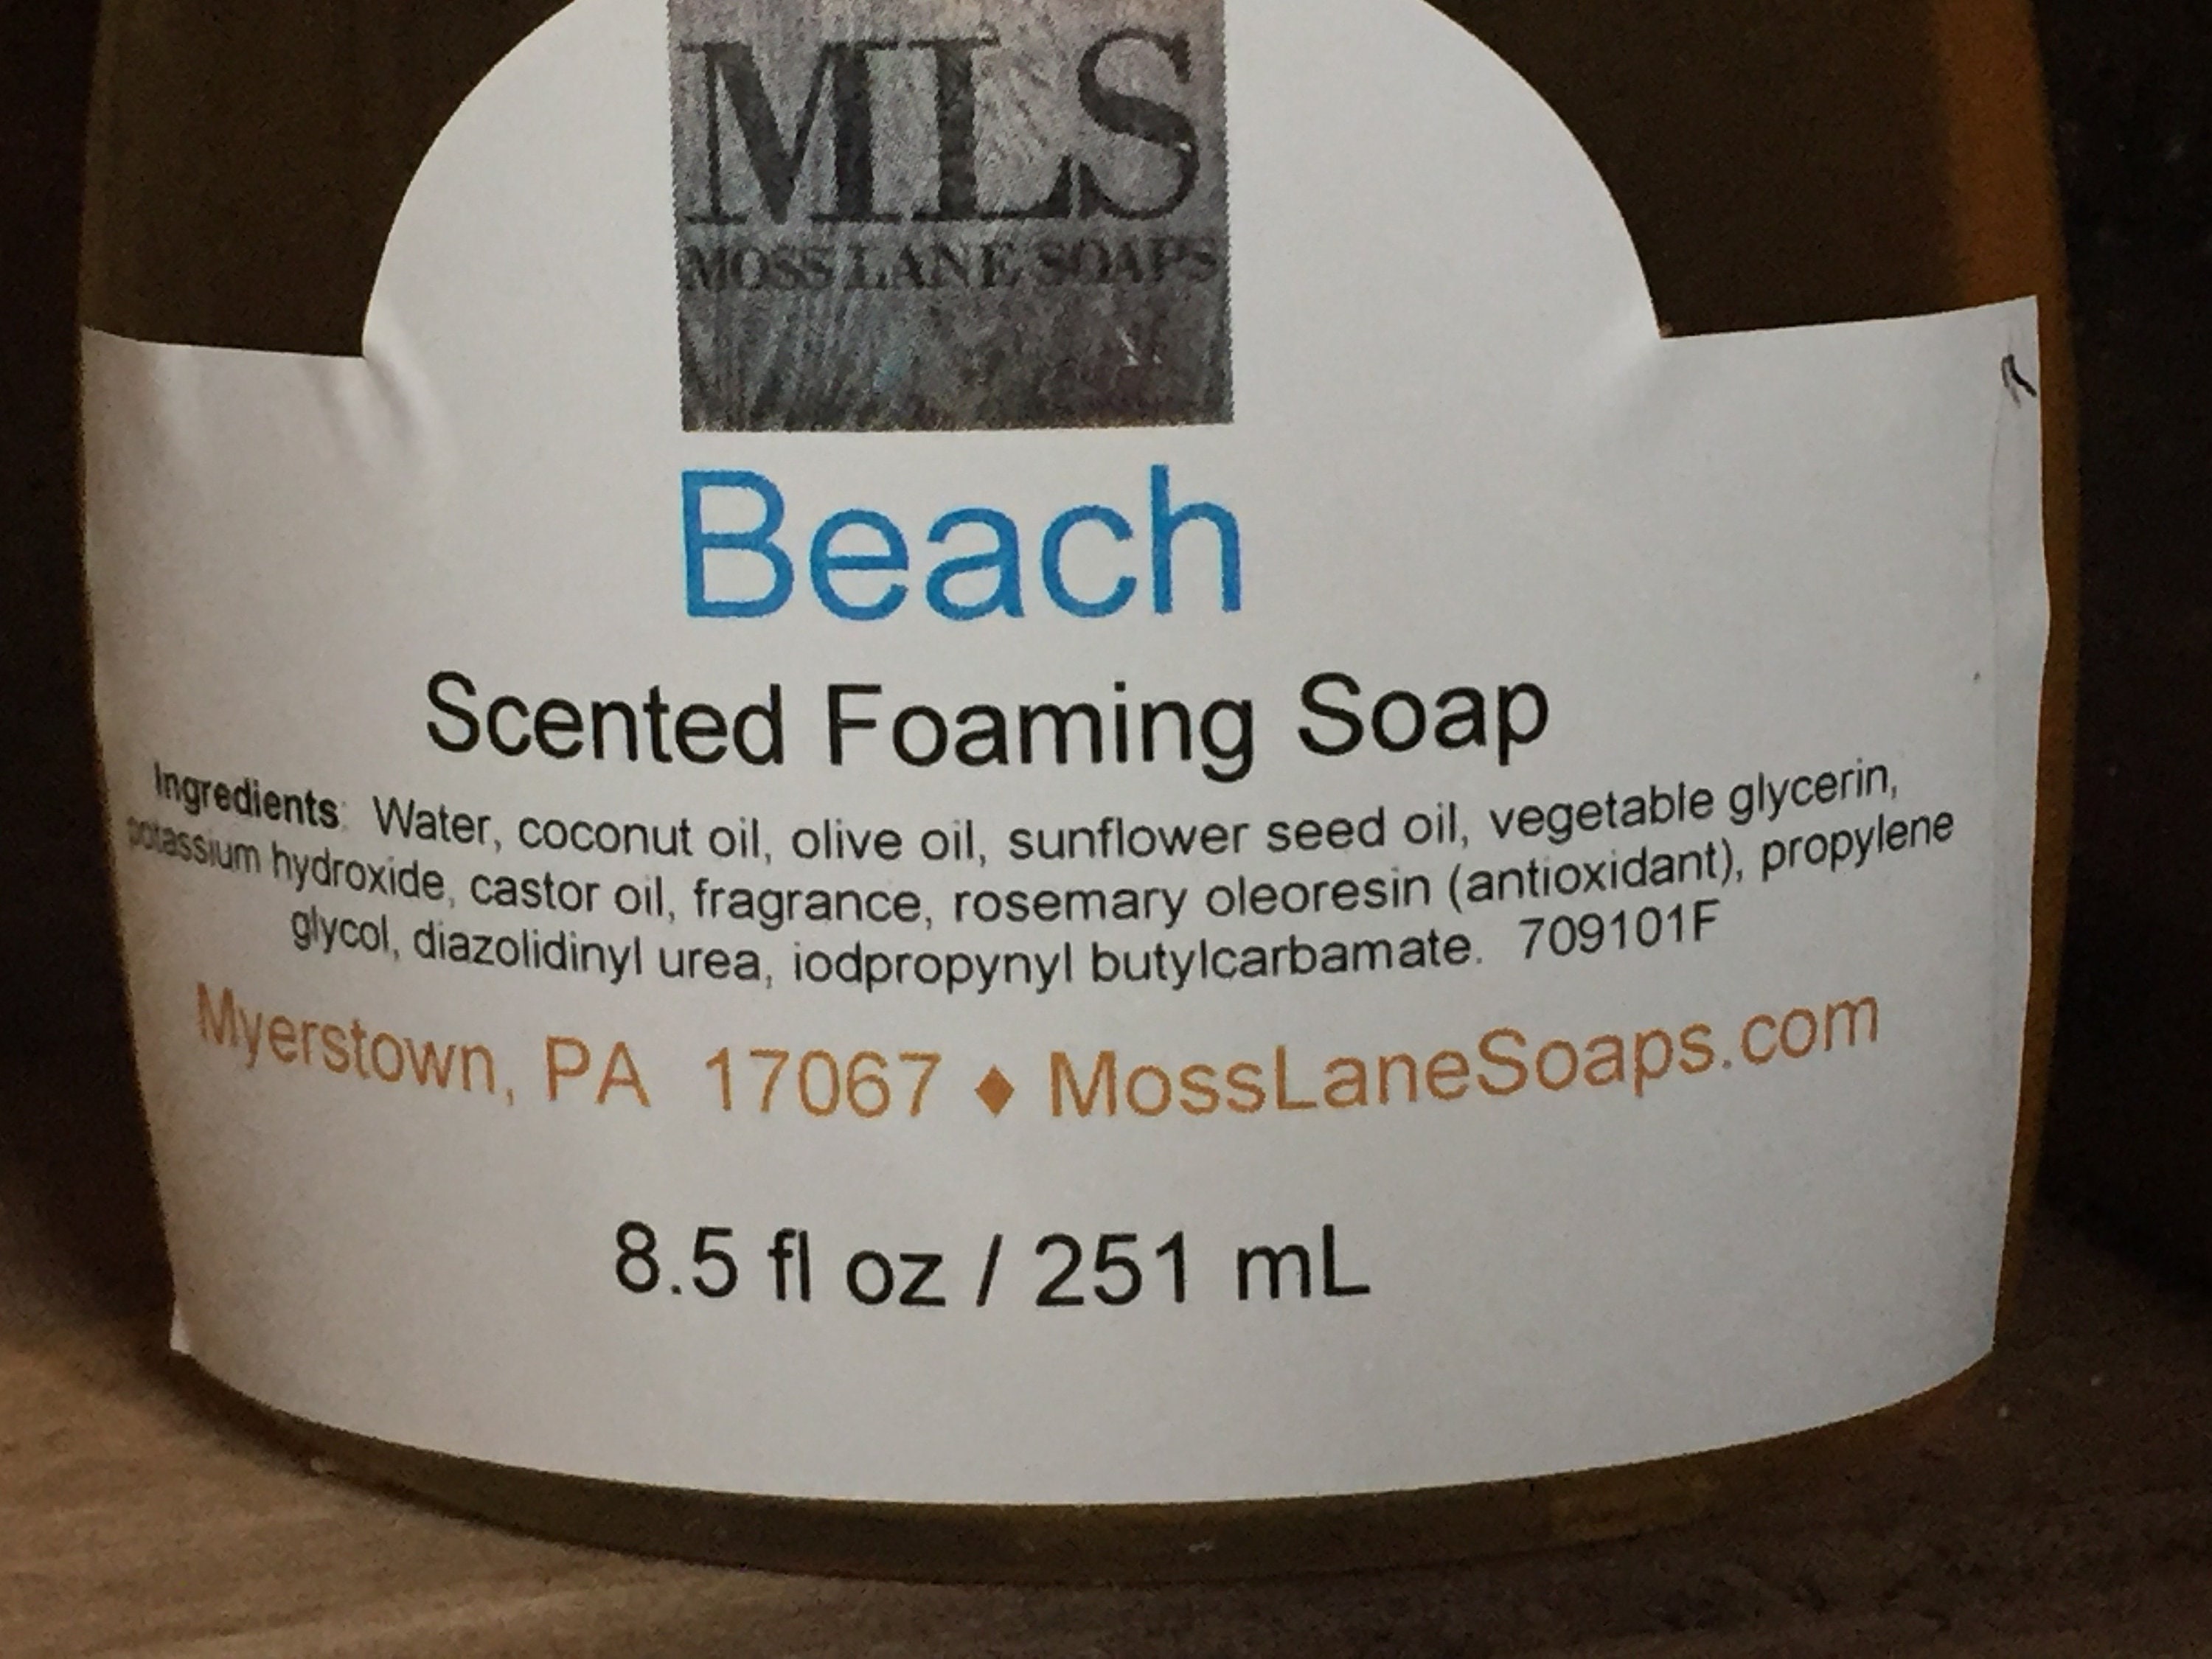 MLS
MOSS LANE SOAPS
Beach
Scented Foaming Soap
Ingredients: Water, coconut oil, olive oil, sunflower seed oil, vegetable glycerin,
potassium hydroxide, castor oil, fragrance, rosemary oleoresin (antioxidant), propylene
glycol, diazolidinyl urea, iodpropynyl butylcarbamate. 709101F
Myerstown, PA 17067 ♦ MossLaneSoaps.com
8.5 fl oz / 251 mL